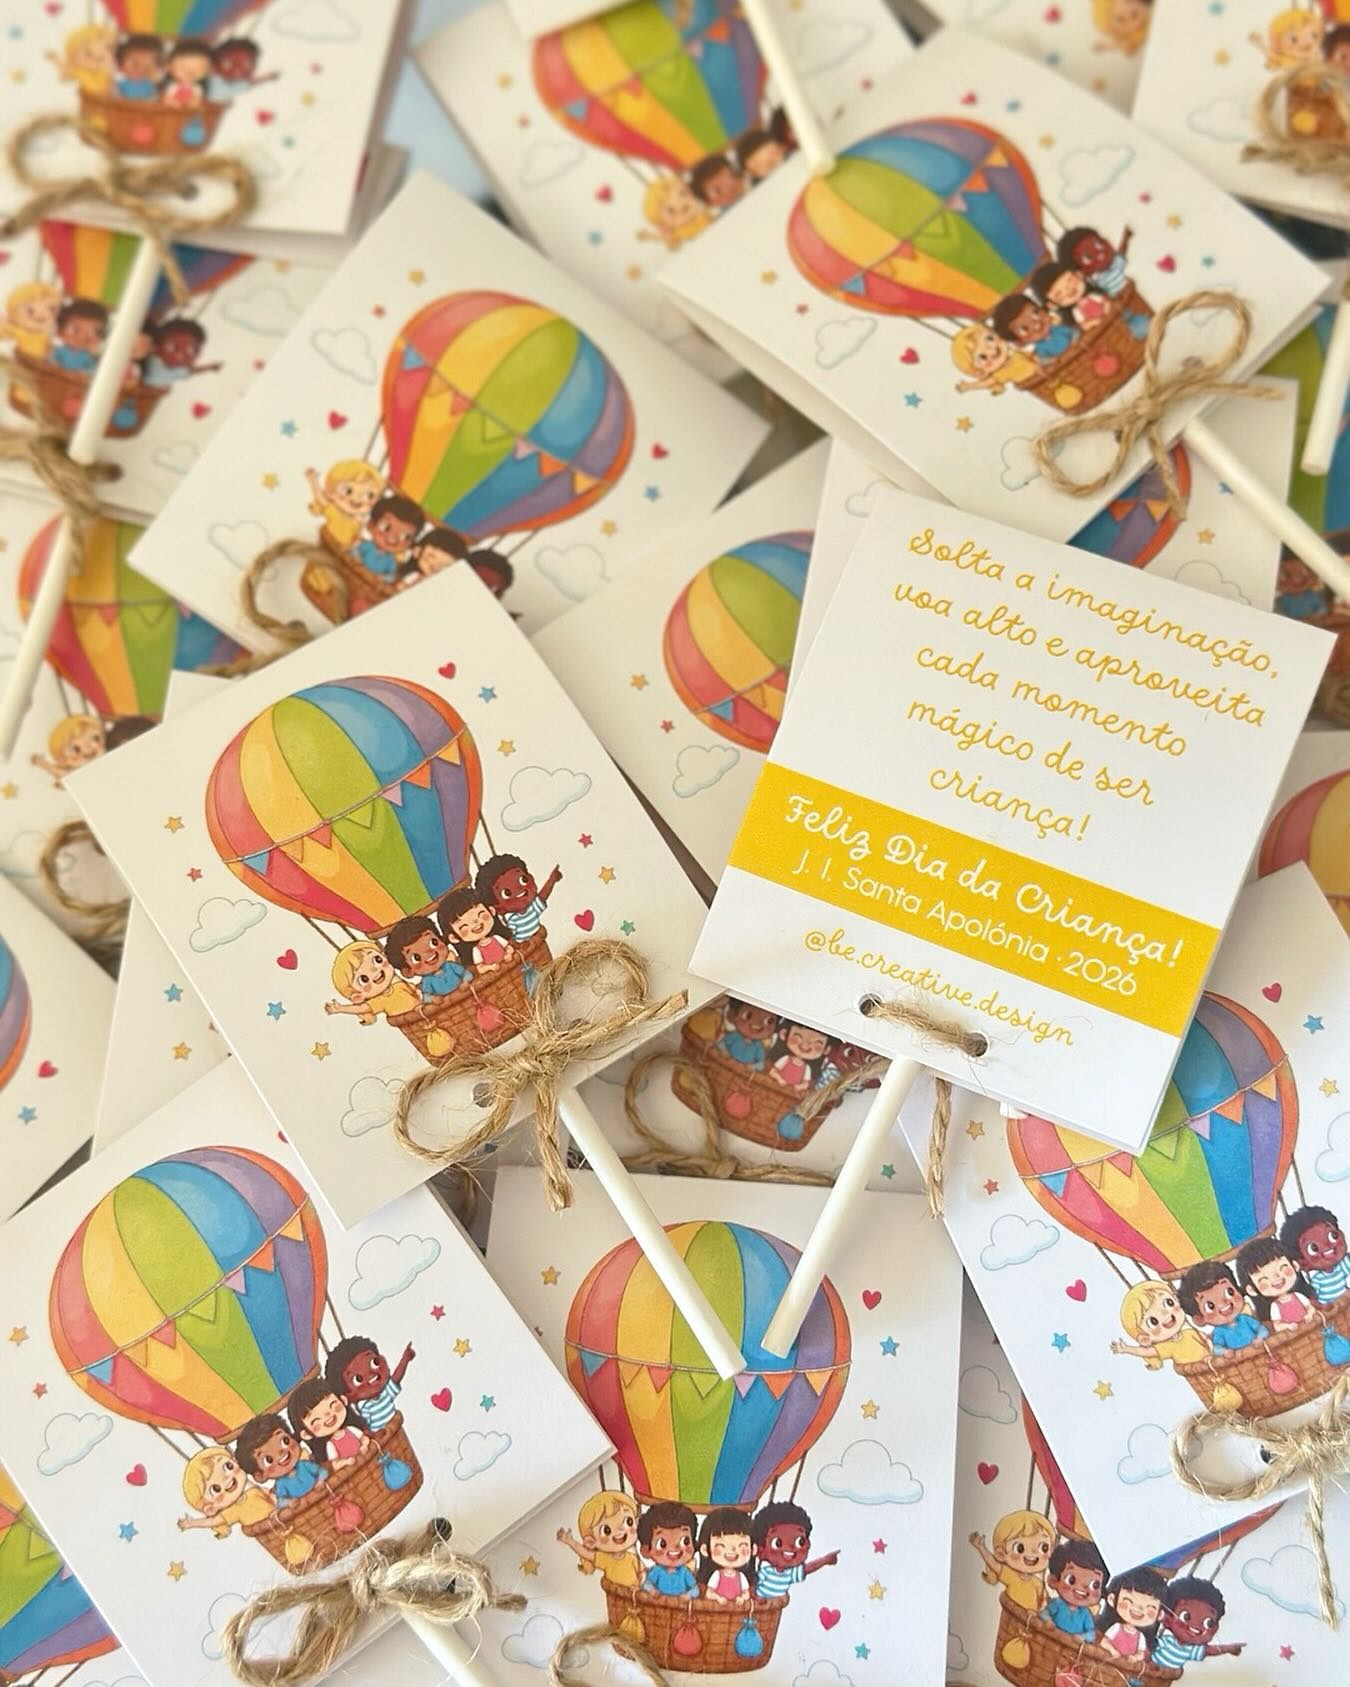 Solta a imaginação,
voa alto e aproveita
cada momento
mágico de ser
criança!
Feliz Dia da Criança!
J. I. Santa Apolónia · 2026
@be.creative.design